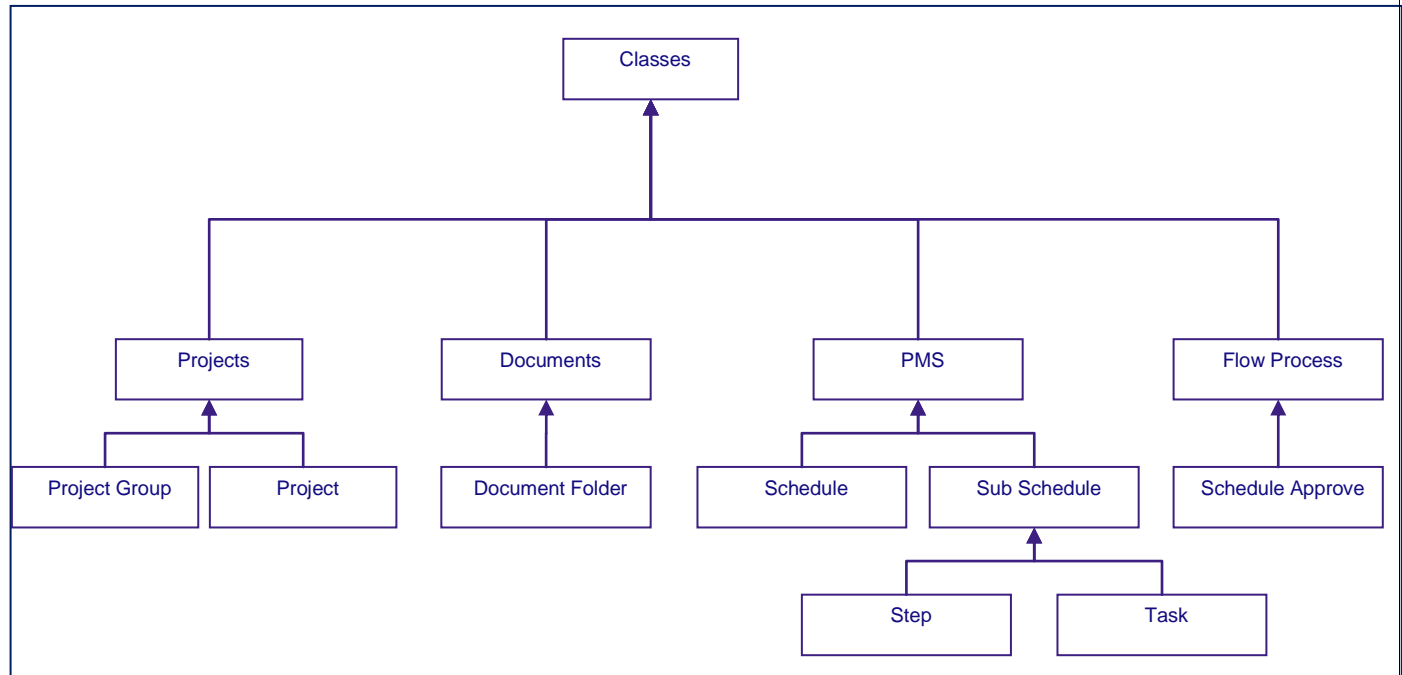 Classes
Projects
Documents
PMS
Flow Process
Project Group
Project
Document Folder
Schedule
Sub Schedule
Schedule Approve
Step
Task